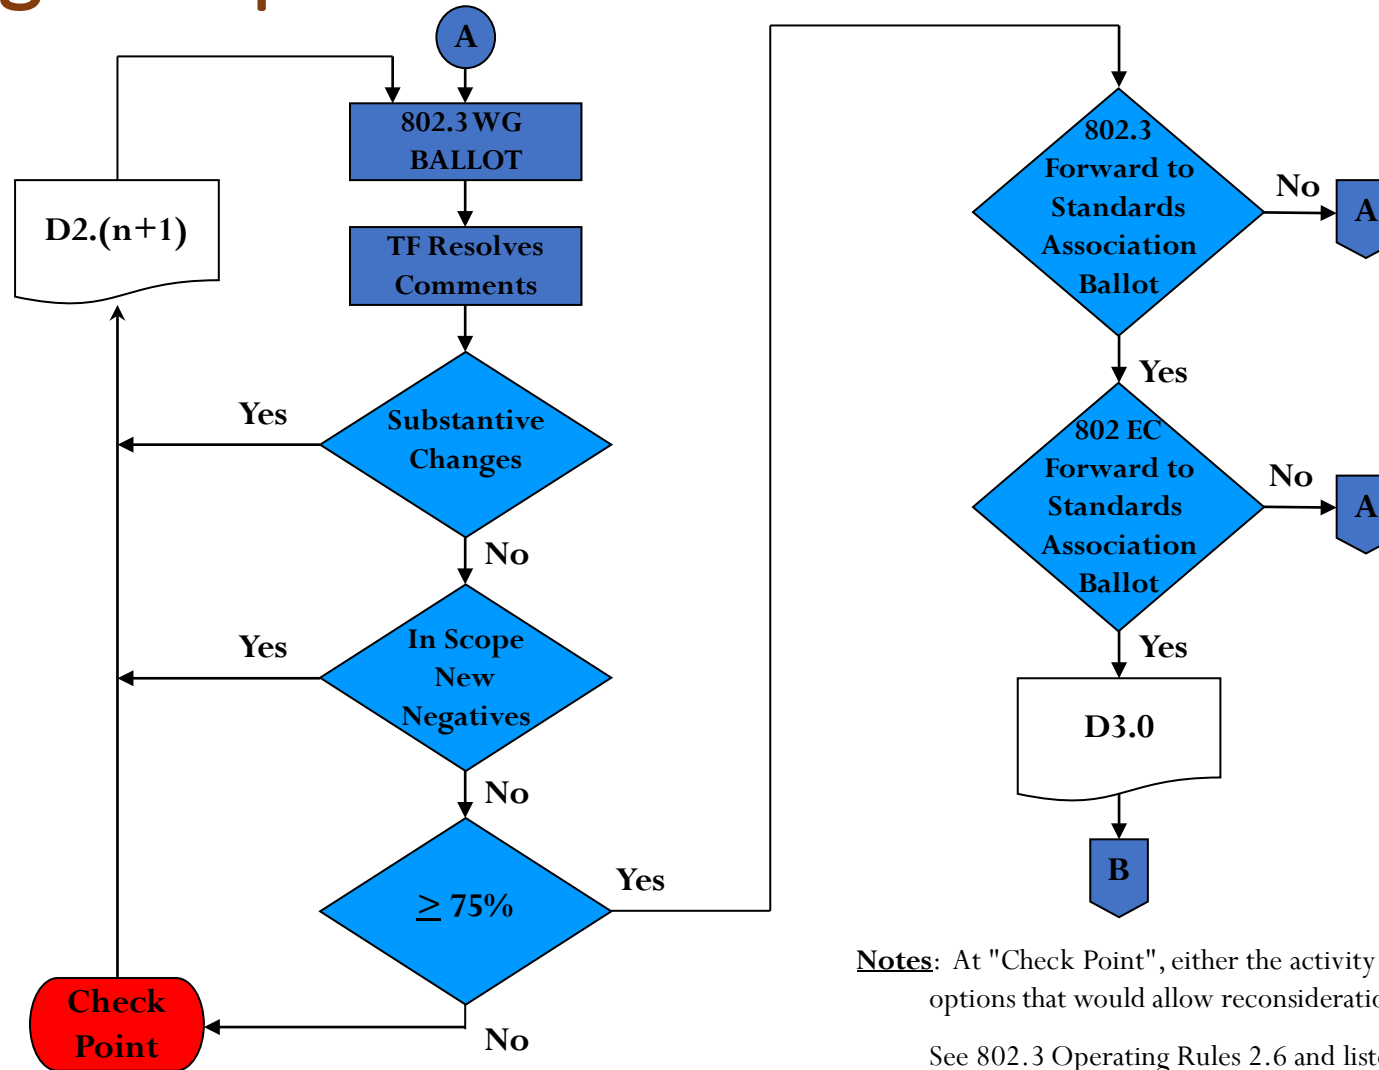 A
802.3 WG
BALLOT
D2.(n+1)
TF Resolves
Comments
Substantive
Changes
Yes
No
In Scope
New
Negatives
Yes
No
≥ 75%
Yes
No
Check
Point
802.3
Forward to
Standards
Association
Ballot
No
A
Yes
802 EC
Forward to
Standards
Association
Ballot
No
A
Yes
D3.0
B
Notes: At "Check Point", either the activity
options that would allow reconsideratio
See 802.3 Operating Rules 2.6 and liste